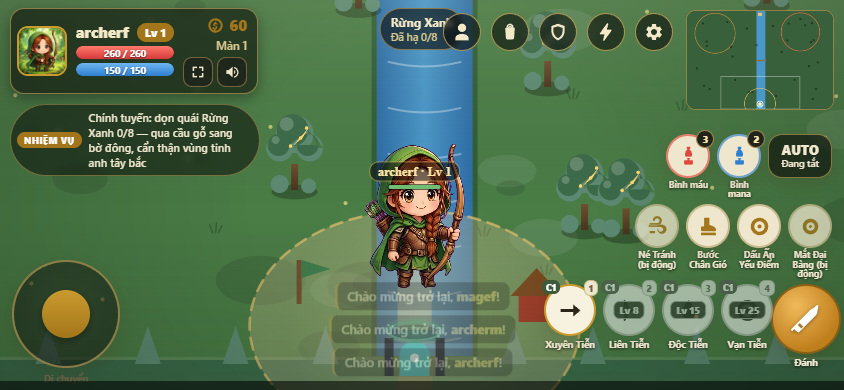 archerf Lv 1
60
Màn 1
260 / 260
150 / 150
Đã hạ 0/8
NHIỆM VỤ
Chính tuyến: dọn quái Rừng
Xanh 0/8 — qua cầu gỗ sang
bờ đông, cẩn thận vùng tinh
anh tây bắc
Rừng Xanh
archerf · Lv 1
3
2
Bình máu
Bình
mana
AUTO
Đang tắt
Né Tránh
(bị động)
Bước
Chân Gió
Dấu Ấn
Yếu Điểm
Mắt Đại
Bàng (bị
động)
C1 1
C1 2
C1 3
C1 4
Lv 8
Lv 15
Lv 25
Xuyên Tiễn
Liên Tiễn
Độc Tiễn
Vạn Tiễn
Đánh
Chào mừng trở lại, magef!
Chào mừng trở lại, archerm!
Chào mừng trở lại, archerf!
Di chuyển